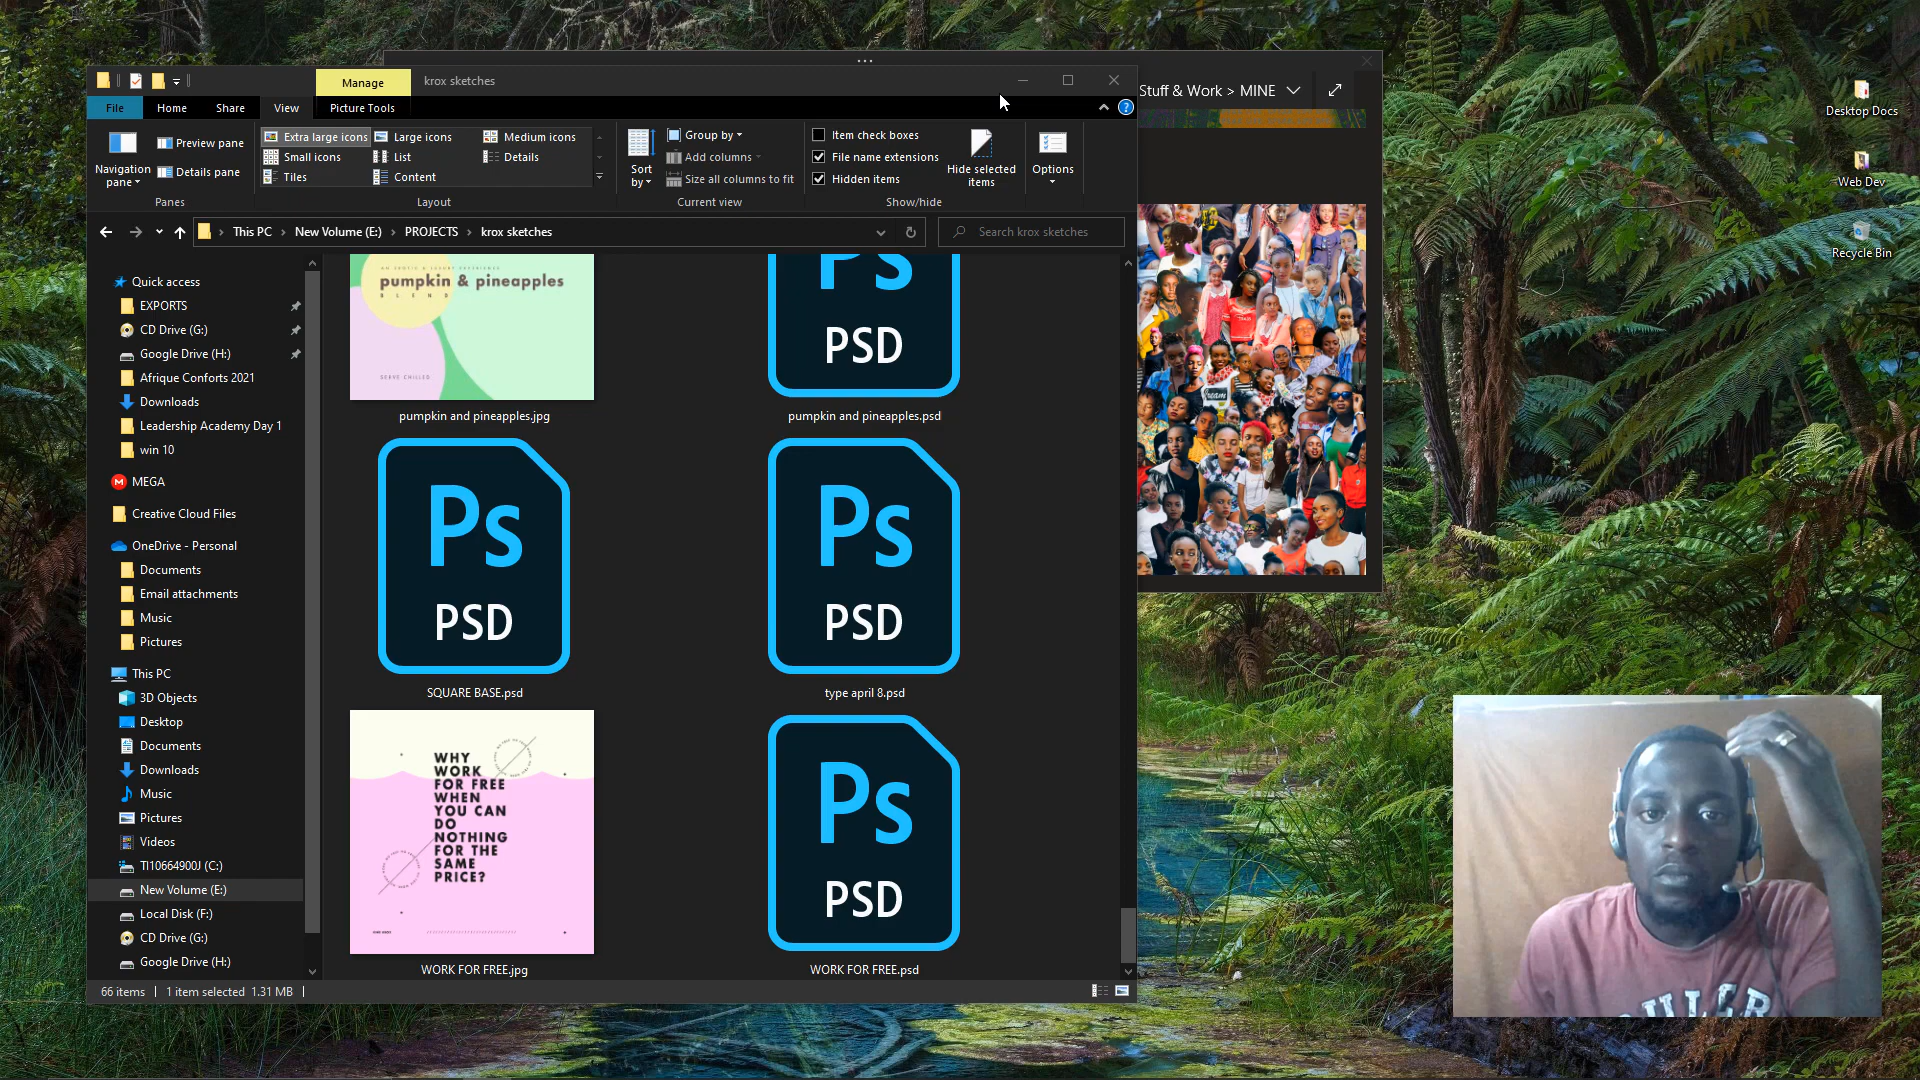 Manage
krox sketches
File
Home
Share
View
Picture Tools
Stuff & Work > MINE
Navigation pane
Preview pane
Details pane
Extra large icons
Large icons
Medium icons
Small icons
List
Details
Tiles
Content
Sort by
Group by
Add columns
Size all columns to fit
Item check boxes
File name extensions
Hidden items
Hide selected items
Options
Panes
Layout
Current view
Show/hide
This PC > New Volume (E:) > PROJECTS > krox sketches
Search krox sketches
Quick access
EXPORTS
CD Drive (G:)
Google Drive (H:)
Afrique Conforts 2021
Downloads
Leadership Academy Day 1
win 10
MEGA
Creative Cloud Files
OneDrive - Personal
Documents
Email attachments
Music
Pictures
This PC
3D Objects
Desktop
Documents
Downloads
Music
Pictures
Videos
TI10664900J (C:)
New Volume (E:)
Local Disk (F:)
CD Drive (G:)
Google Drive (H:)
pumpkin & pineapples
BLEND
SERVE CHILLED
pumpkin and pineapples.jpg
Ps
PSD
pumpkin and pineapples.psd
Ps
PSD
SQUARE BASE.psd
Ps
PSD
type april 8.psd
WHY
WORK
FOR FREE
WHEN
YOU CAN
DO
NOTHING
FOR THE
SAME
PRICE?
WORK FOR FREE.jpg
Ps
PSD
WORK FOR FREE.psd
66 items
1 item selected 1.31 MB
Desktop Docs
Web Dev
Recycle Bin